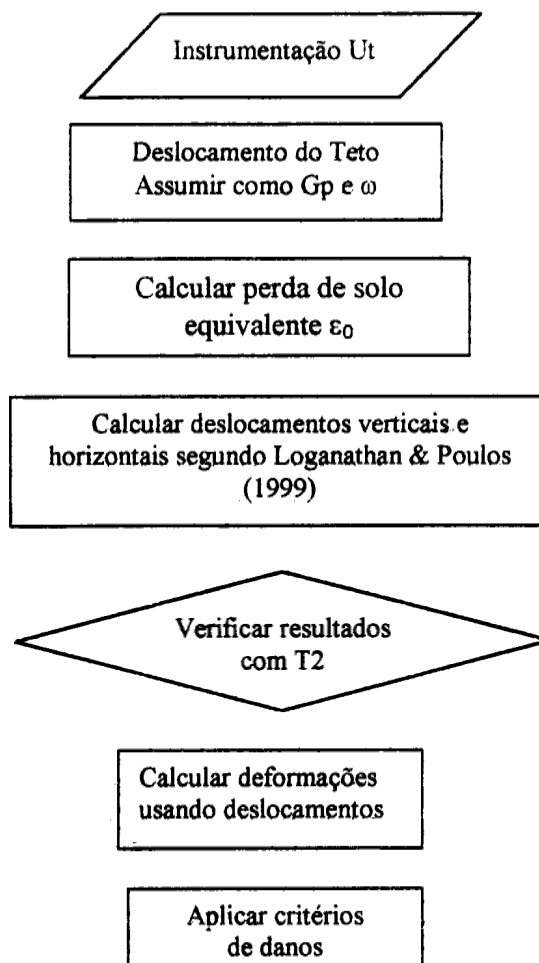 Instrumentação Ut
Deslocamento do Teto
Assumir como Gp e ω
Calcular perda de solo
equivalente ε₀
Calcular deslocamentos verticais e
horizontais segundo Loganathan & Poulos
(1999)
Verificar resultados
com T2
Calcular deformações
usando deslocamentos
Aplicar critérios
de danos